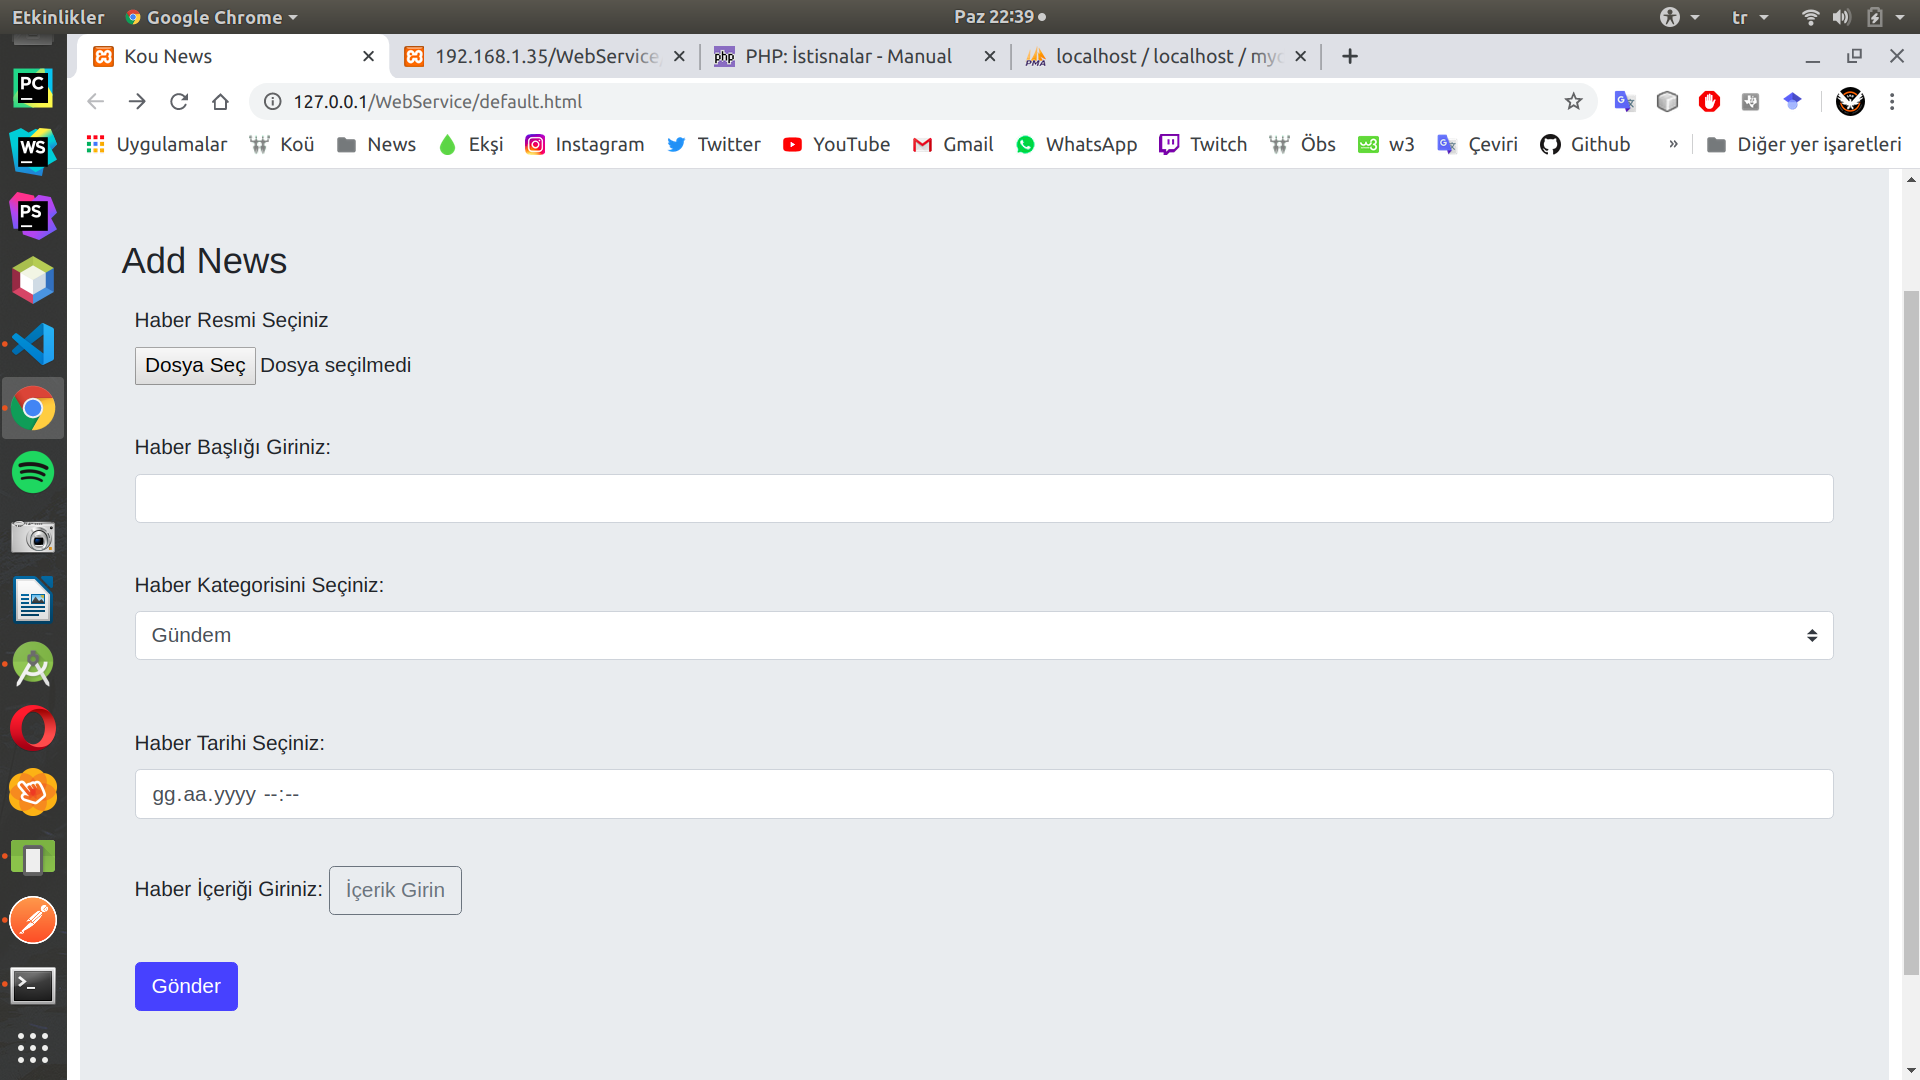 Etkinlikler Google Chrome Paz 22:39 tr
Kou News 192.168.1.35/WebService PHP: İstisnalar - Manual localhost / localhost / myc
127.0.0.1/WebService/default.html
Uygulamalar Koü News Ekşi Instagram Twitter YouTube Gmail WhatsApp Twitch Öbs w3 Çeviri Github » Diğer yer işaretleri
PC
WS
PS
Add News
Haber Resmi Seçiniz
Dosya Seç Dosya seçilmedi
Haber Başlığı Giriniz:
Haber Kategorisini Seçiniz:
Gündem
Haber Tarihi Seçiniz:
gg.aa.yyyy --:--
Haber İçeriği Giriniz: İçerik Girin
Gönder